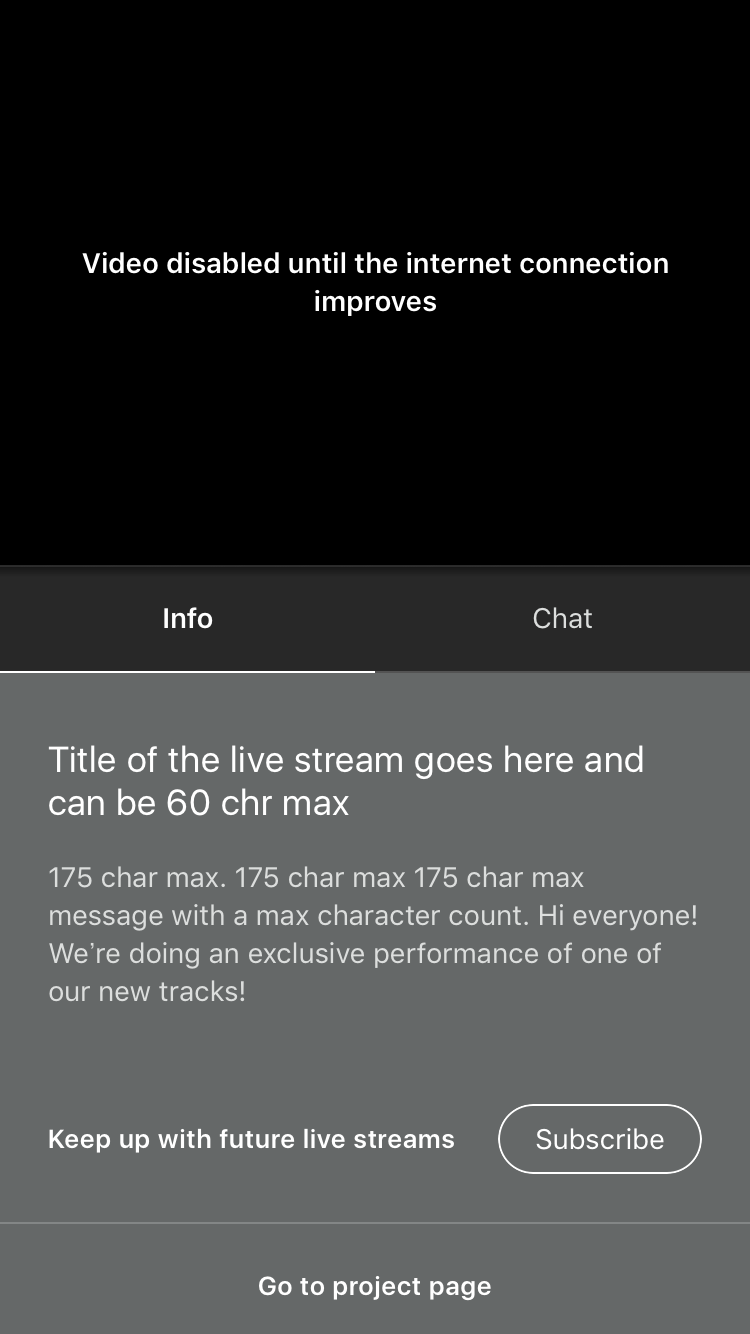 Video disabled until the internet connection
improves
Info
Chat
Title of the live stream goes here and
can be 60 chr max
175 char max. 175 char max 175 char max
message with a max character count. Hi everyone!
We’re doing an exclusive performance of one of
our new tracks!
Keep up with future live streams
Subscribe
Go to project page